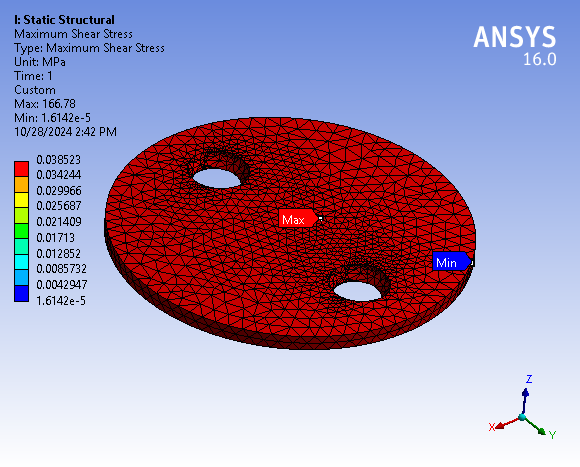 I: Static Structural
Maximum Shear Stress
Type: Maximum Shear Stress
Unit: MPa
Time: 1
Custom
Max: 166.78
Min: 1.6142e-5
10/28/2024 2:42 PM
ANSYS
16.0
0.038523
0.034244
0.029966
0.025687
0.021409
0.01713
0.012852
0.0085732
0.0042947
1.6142e-5
Max
Min
Z
X
Y